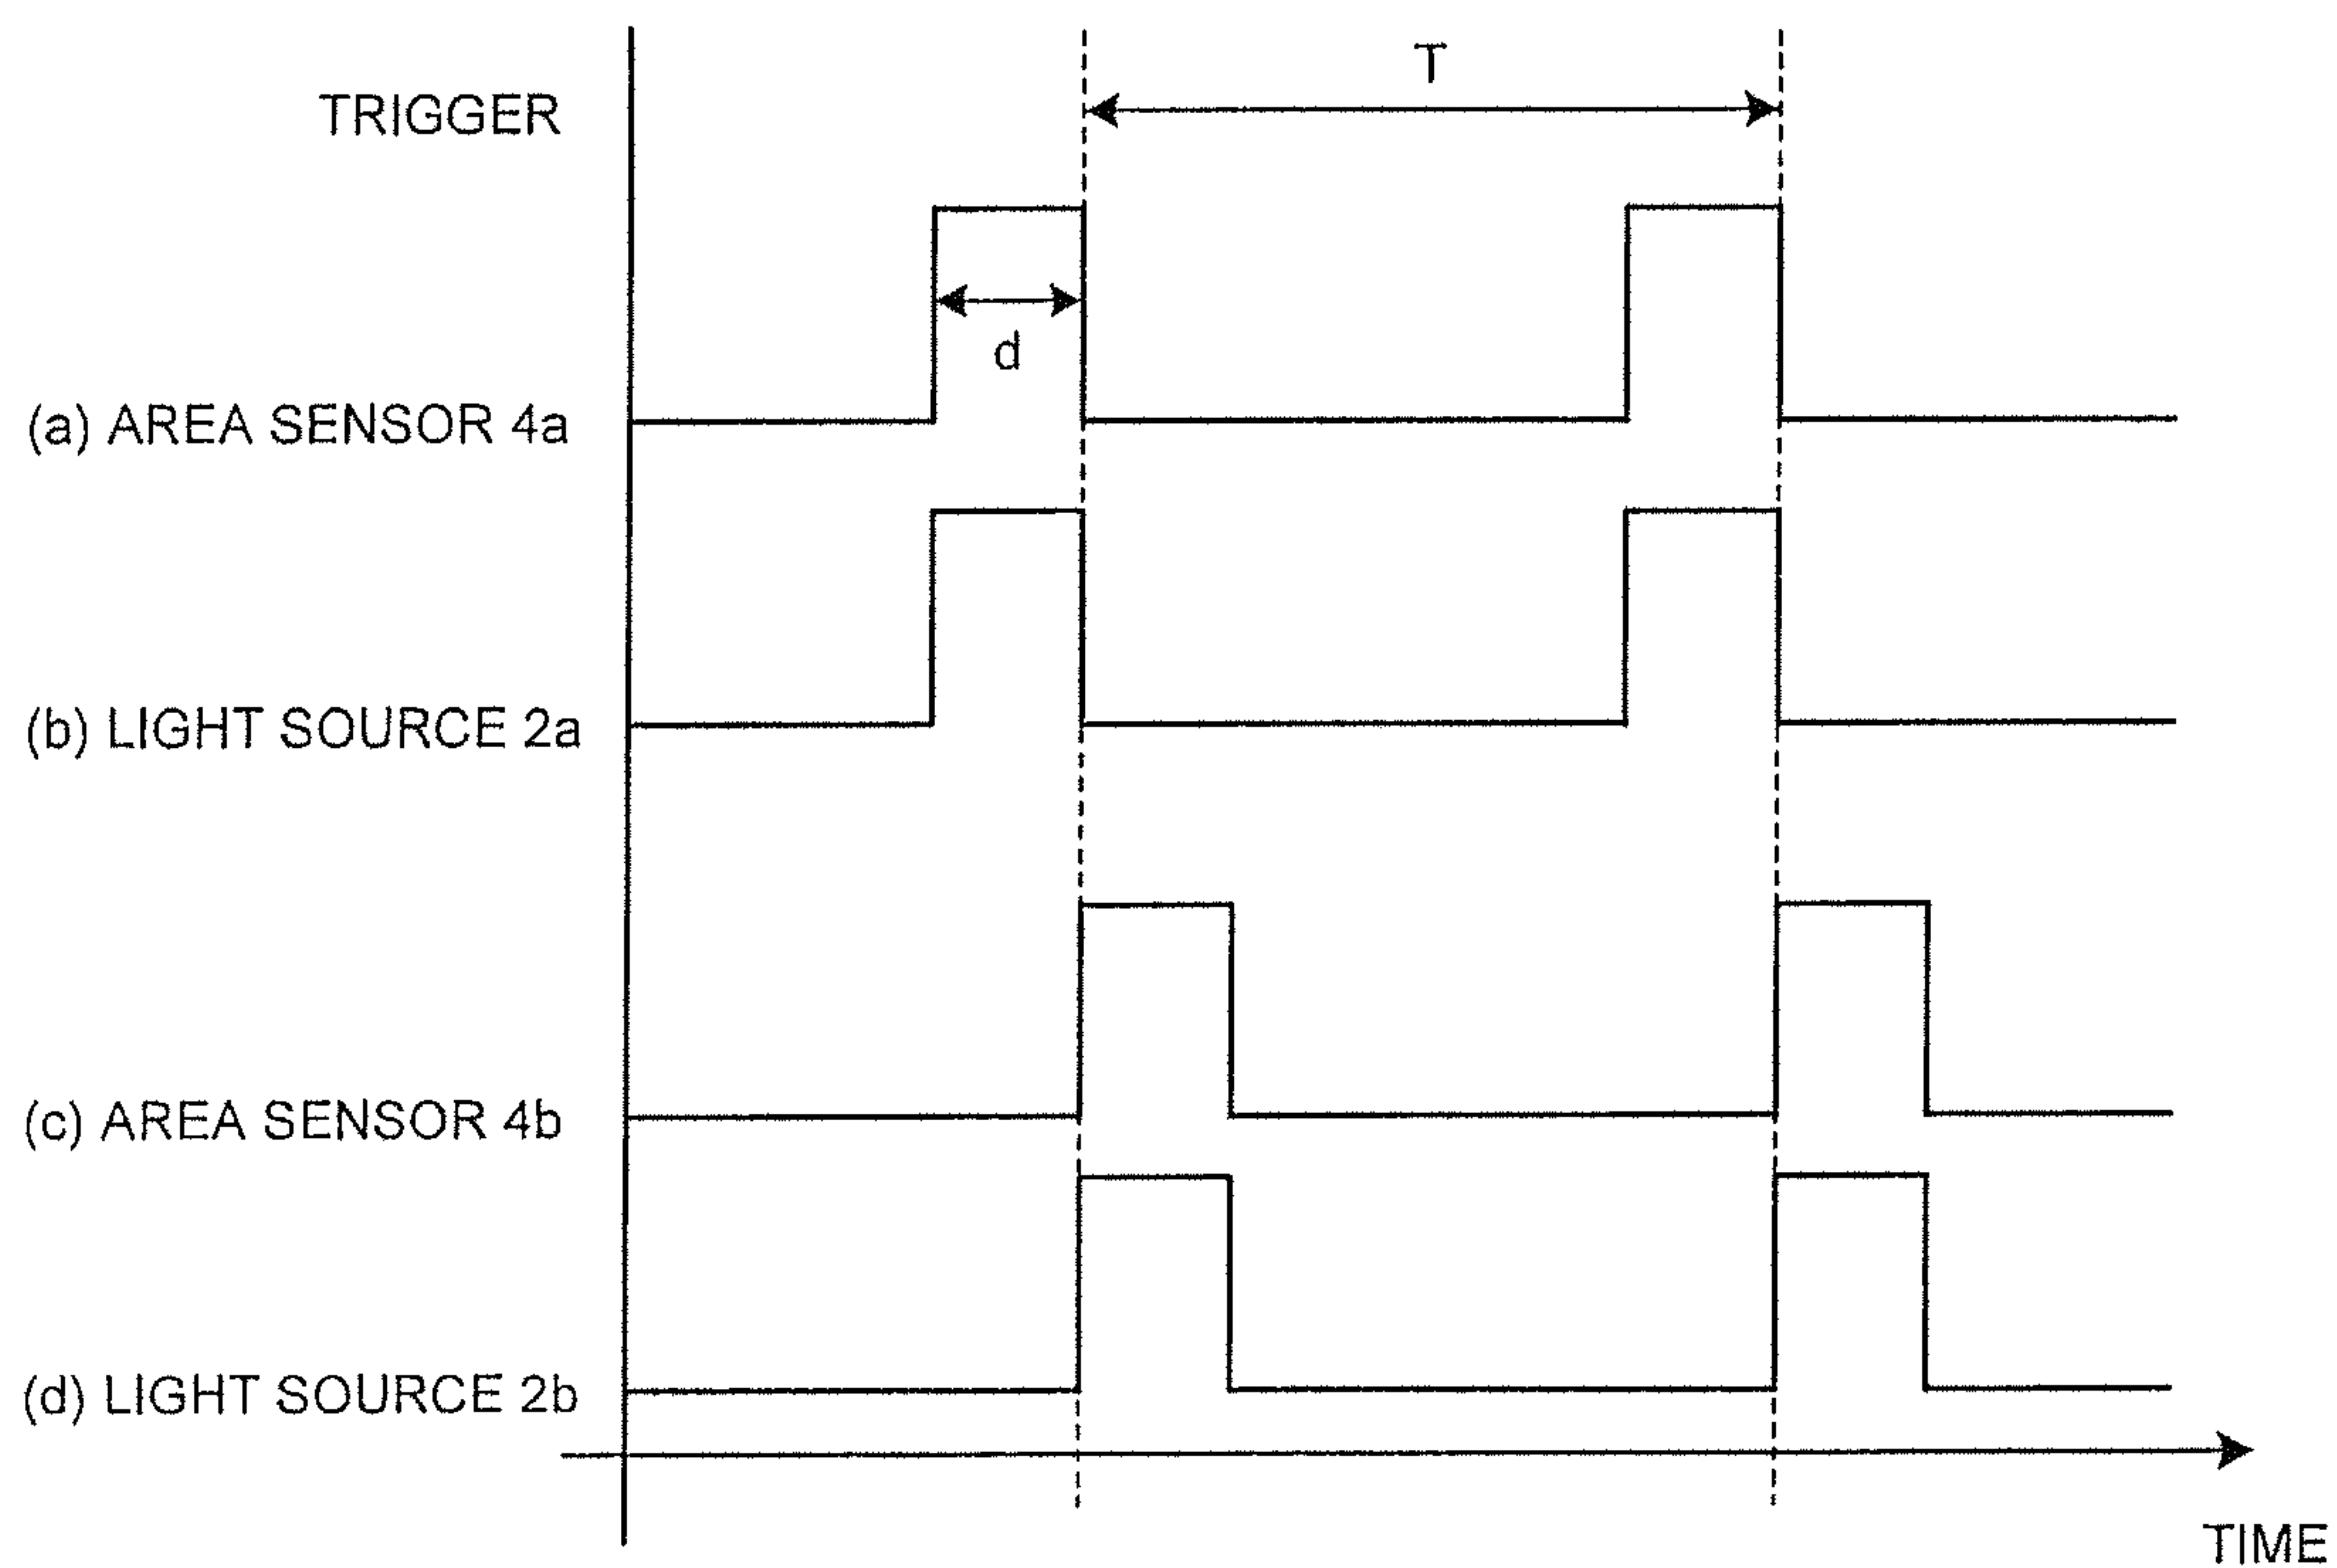 T
TRIGGER
d
(a) AREA SENSOR 4a
(b) LIGHT SOURCE 2a
(c) AREA SENSOR 4b
(d) LIGHT SOURCE 2b
TIME